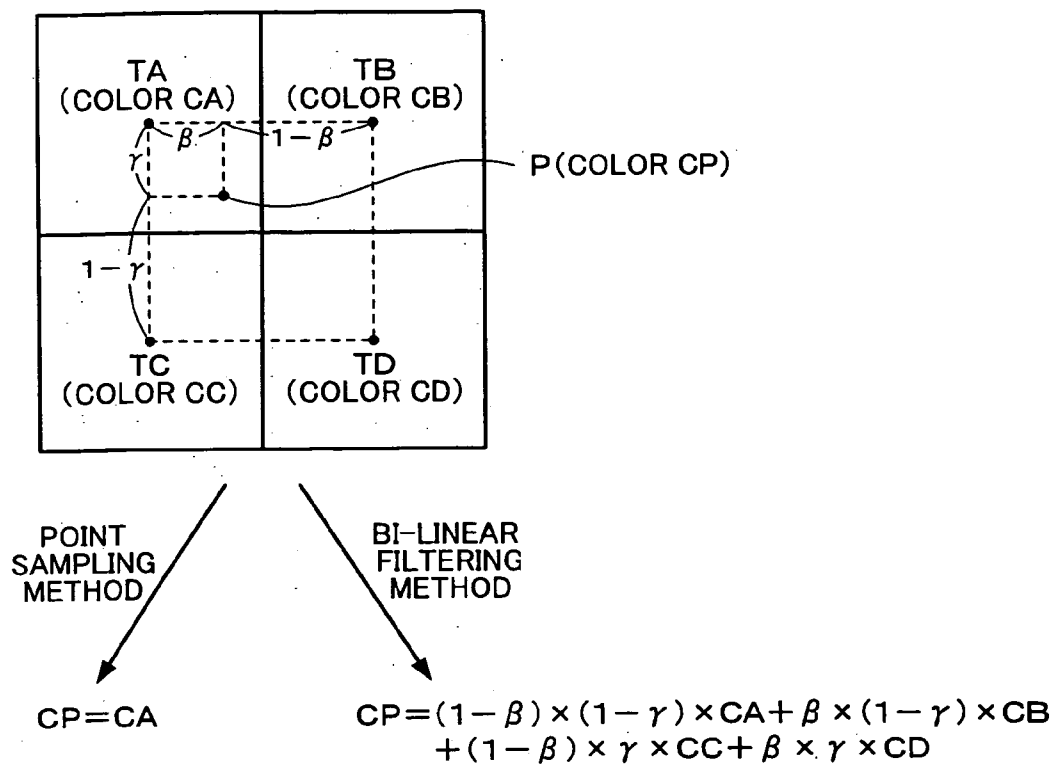 TA
(COLOR CA)
TB
(COLOR CB)
β
1-β
γ
P(COLOR CP)
1-γ
TC
(COLOR CC)
TD
(COLOR CD)
POINT
SAMPLING
METHOD
BI-LINEAR
FILTERING
METHOD
CP=CA
CP=(1-β)×(1-γ)×CA+β×(1-γ)×CB
+(1-β)×γ×CC+β×γ×CD